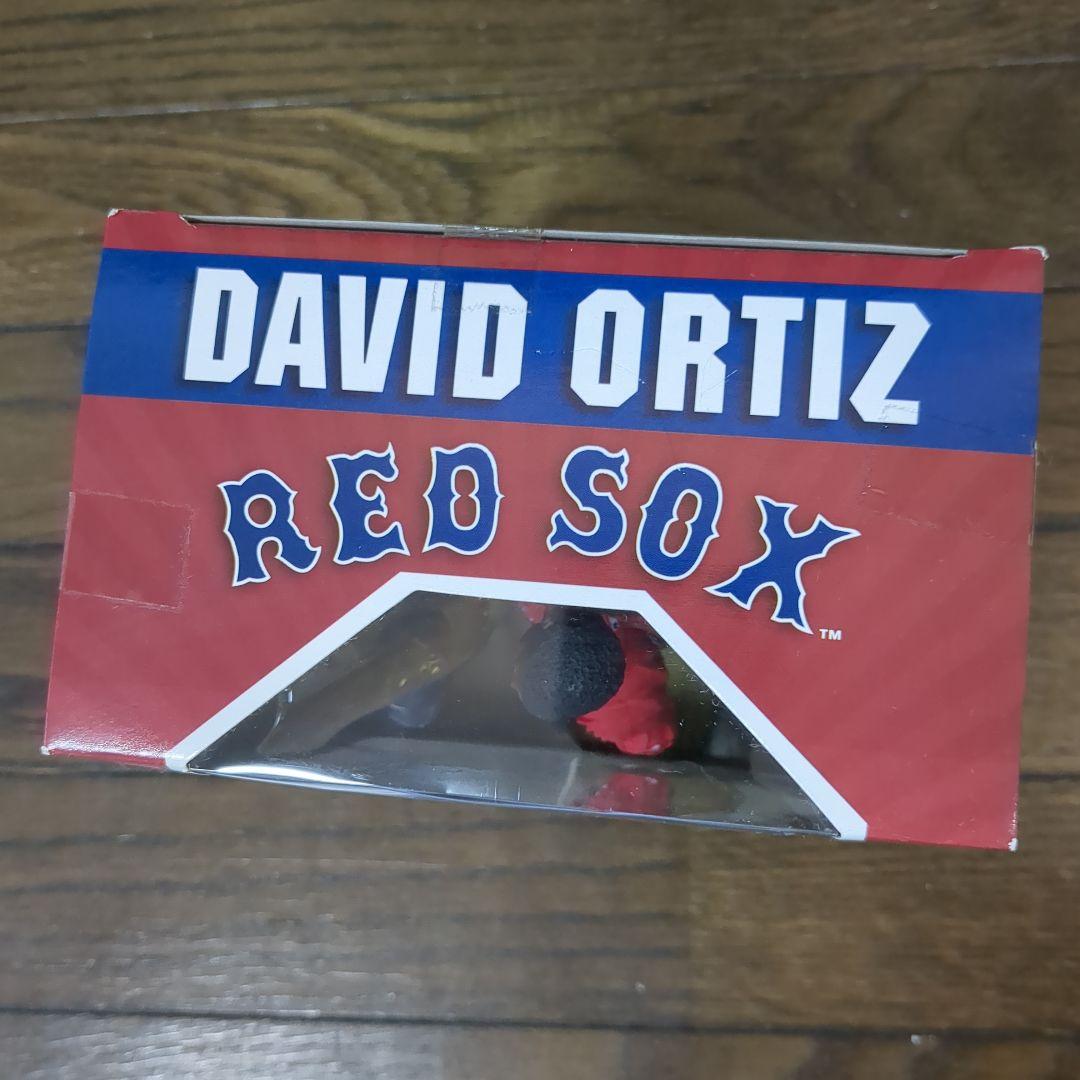 DAVID ORTIZ
RED SOX
TM